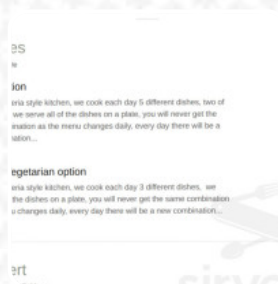 es
ion
eria style kitchen, we cook each day 5 different dishes, two of
we serve all of the dishes on a plate, you will never get the
ination as the menu changes daily, every day there will be a
ation...
egetarian option
eria style kitchen, we cook each day 3 different dishes, we
the dishes on a plate, you will never get the same combination
u changes daily, every day there will be a new combination...
ert
sirve